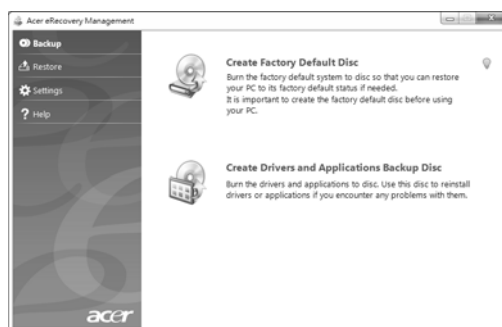 Acer eRecovery Management
Backup
Restore
Settings
? Help
Create Factory Default Disc
Burn the factory default system to disc so that you can restore
your PC to its factory default status if needed.
It is important to create the factory default disc before using
your PC.
Create Drivers and Applications Backup Disc
Burn the drivers and applications to disc. Use this disc to reinstall
drivers or applications if you encounter any problems with them.
acer